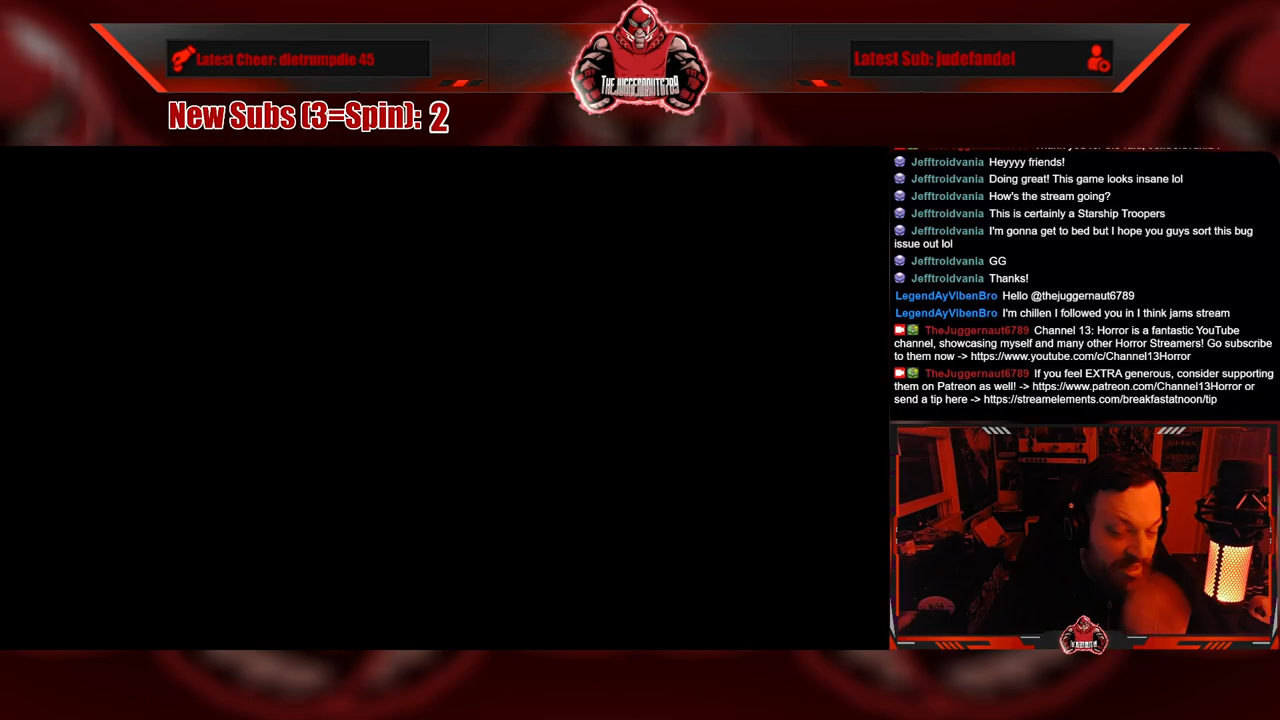 Latest Cheer: dietrumpdie 45
THEJUGGERNAUT6789
Latest Sub: judefandel
New Subs (3=Spin): 2
Jefftroidvania Heyyyy friends!
Jefftroidvania Doing great! This game looks insane lol
Jefftroidvania How's the stream going?
Jefftroidvania This is certainly a Starship Troopers
Jefftroidvania I'm gonna get to bed but I hope you guys sort this bug
issue out lol
Jefftroidvania GG
Jefftroidvania Thanks!
LegendAyVibenBro Hello @thejuggernaut6789
LegendAyVibenBro I'm chillen I followed you in I think jams stream
TheJuggernaut6789 Channel 13: Horror is a fantastic YouTube
channel, showcasing myself and many other Horror Streamers! Go subscribe
to them now -> https://www.youtube.com/c/Channel13Horror
TheJuggernaut6789 If you feel EXTRA generous, consider supporting
them on Patreon as well! -> https://www.patreon.com/Channel13Horror or
send a tip here -> https://streamelements.com/breakfastatnoon/tip